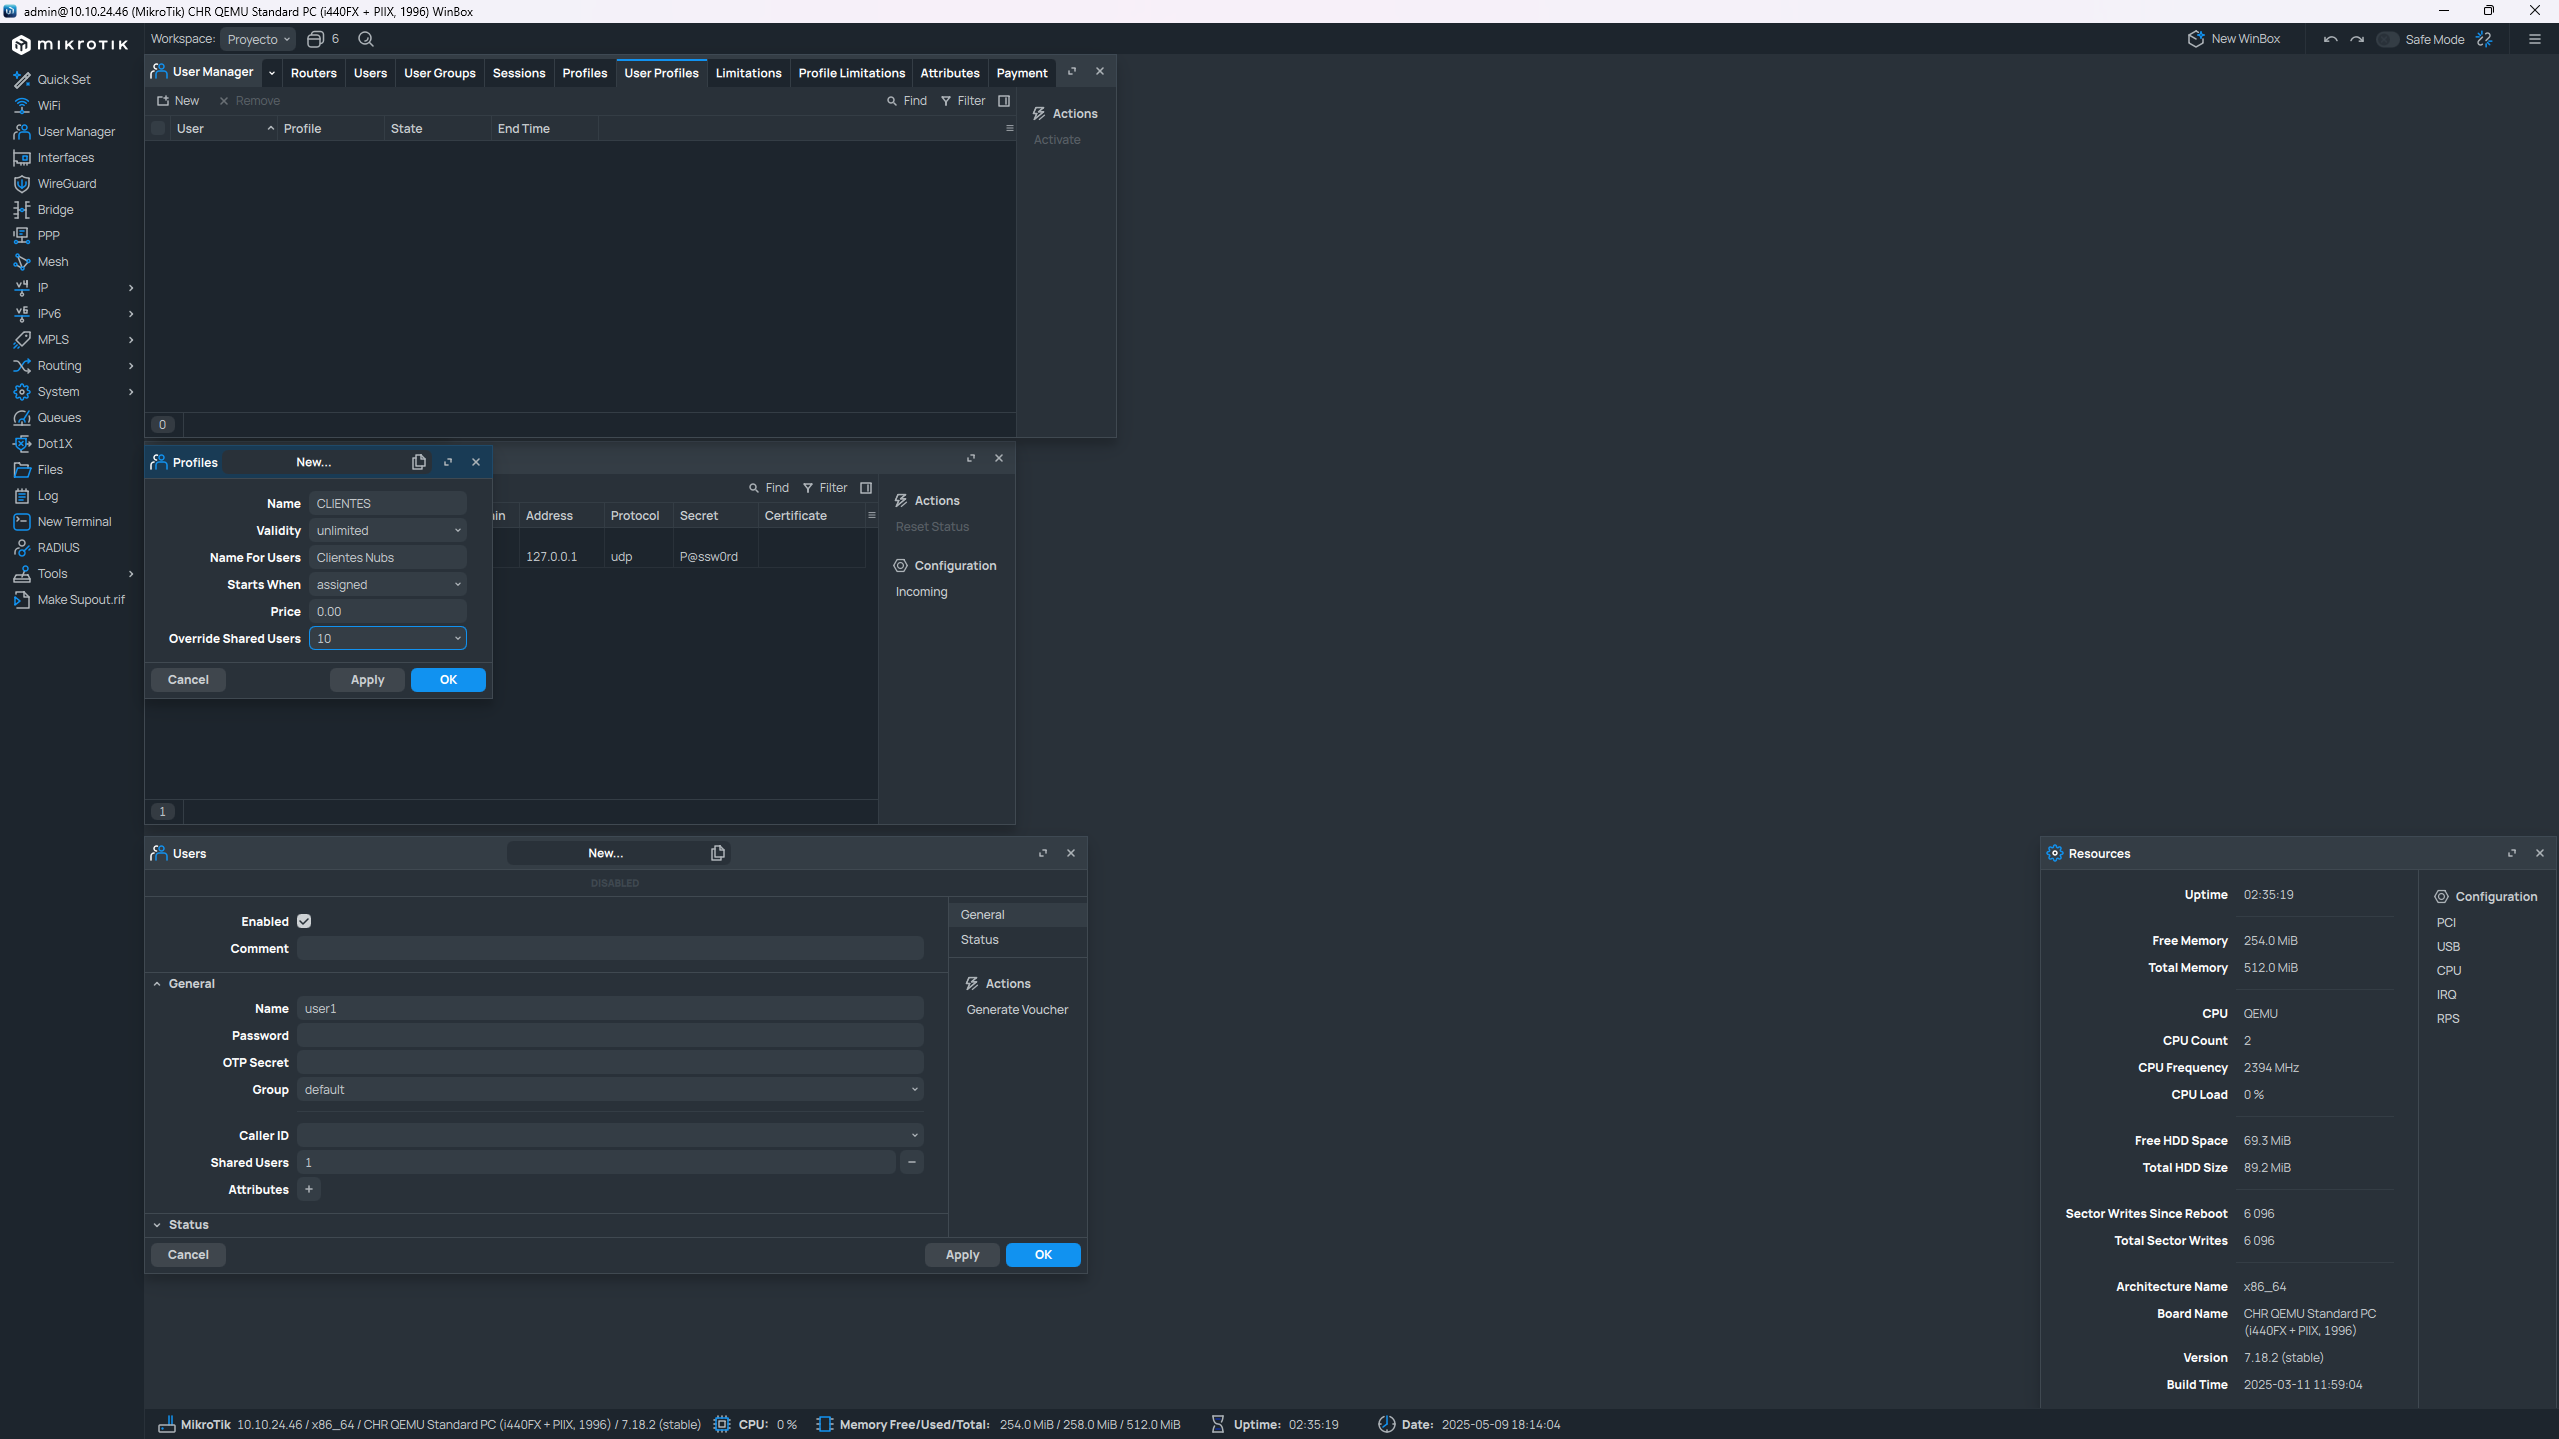 admin@10.10.24.46 (MikroTik) CHR QEMU Standard PC (i440FX + PIIX, 1996) WinBox
MIKROTIK
Workspace: Proyecto 6
New WinBox Safe Mode
Quick Set
WiFi
User Manager
Interfaces
WireGuard
Bridge
PPP
Mesh
IP
IPv6
MPLS
Routing
System
Queues
Dot1X
Files
Log
New Terminal
RADIUS
Tools
Make Supout.rif
User Manager Routers Users User Groups Sessions Profiles User Profiles Limitations Profile Limitations Attributes Payment
New Remove Find Filter
User Profile State End Time
0
Actions
Activate
Profiles New...
Name CLIENTES
Validity unlimited
Name For Users Clientes Nubs
Starts When assigned
Price 0.00
Override Shared Users 10
Cancel Apply OK
Find Filter
Address Protocol Secret Certificate
127.0.0.1 udp P@ssw0rd
1
Actions
Reset Status
Configuration
Incoming
Users New...
DISABLED
Enabled
Comment
General
Name user1
Password
OTP Secret
Group default
Caller ID
Shared Users 1
Attributes +
Status
Cancel Apply OK
General
Status
Actions
Generate Voucher
Resources
Uptime 02:35:19
Free Memory 254.0 MiB
Total Memory 512.0 MiB
CPU QEMU
CPU Count 2
CPU Frequency 2394 MHz
CPU Load 0 %
Free HDD Space 69.3 MiB
Total HDD Size 89.2 MiB
Sector Writes Since Reboot 6 096
Total Sector Writes 6 096
Architecture Name x86_64
Board Name CHR QEMU Standard PC
(i440FX + PIIX, 1996)
Version 7.18.2 (stable)
Build Time 2025-03-11 11:59:04
Configuration
PCI
USB
CPU
IRQ
RPS
MikroTik 10.10.24.46 / x86_64 / CHR QEMU Standard PC (i440FX + PIIX, 1996) / 7.18.2 (stable) CPU: 0 % Memory Free/Used/Total: 254.0 MiB / 258.0 MiB / 512.0 MiB Uptime: 02:35:19 Date: 2025-05-09 18:14:04